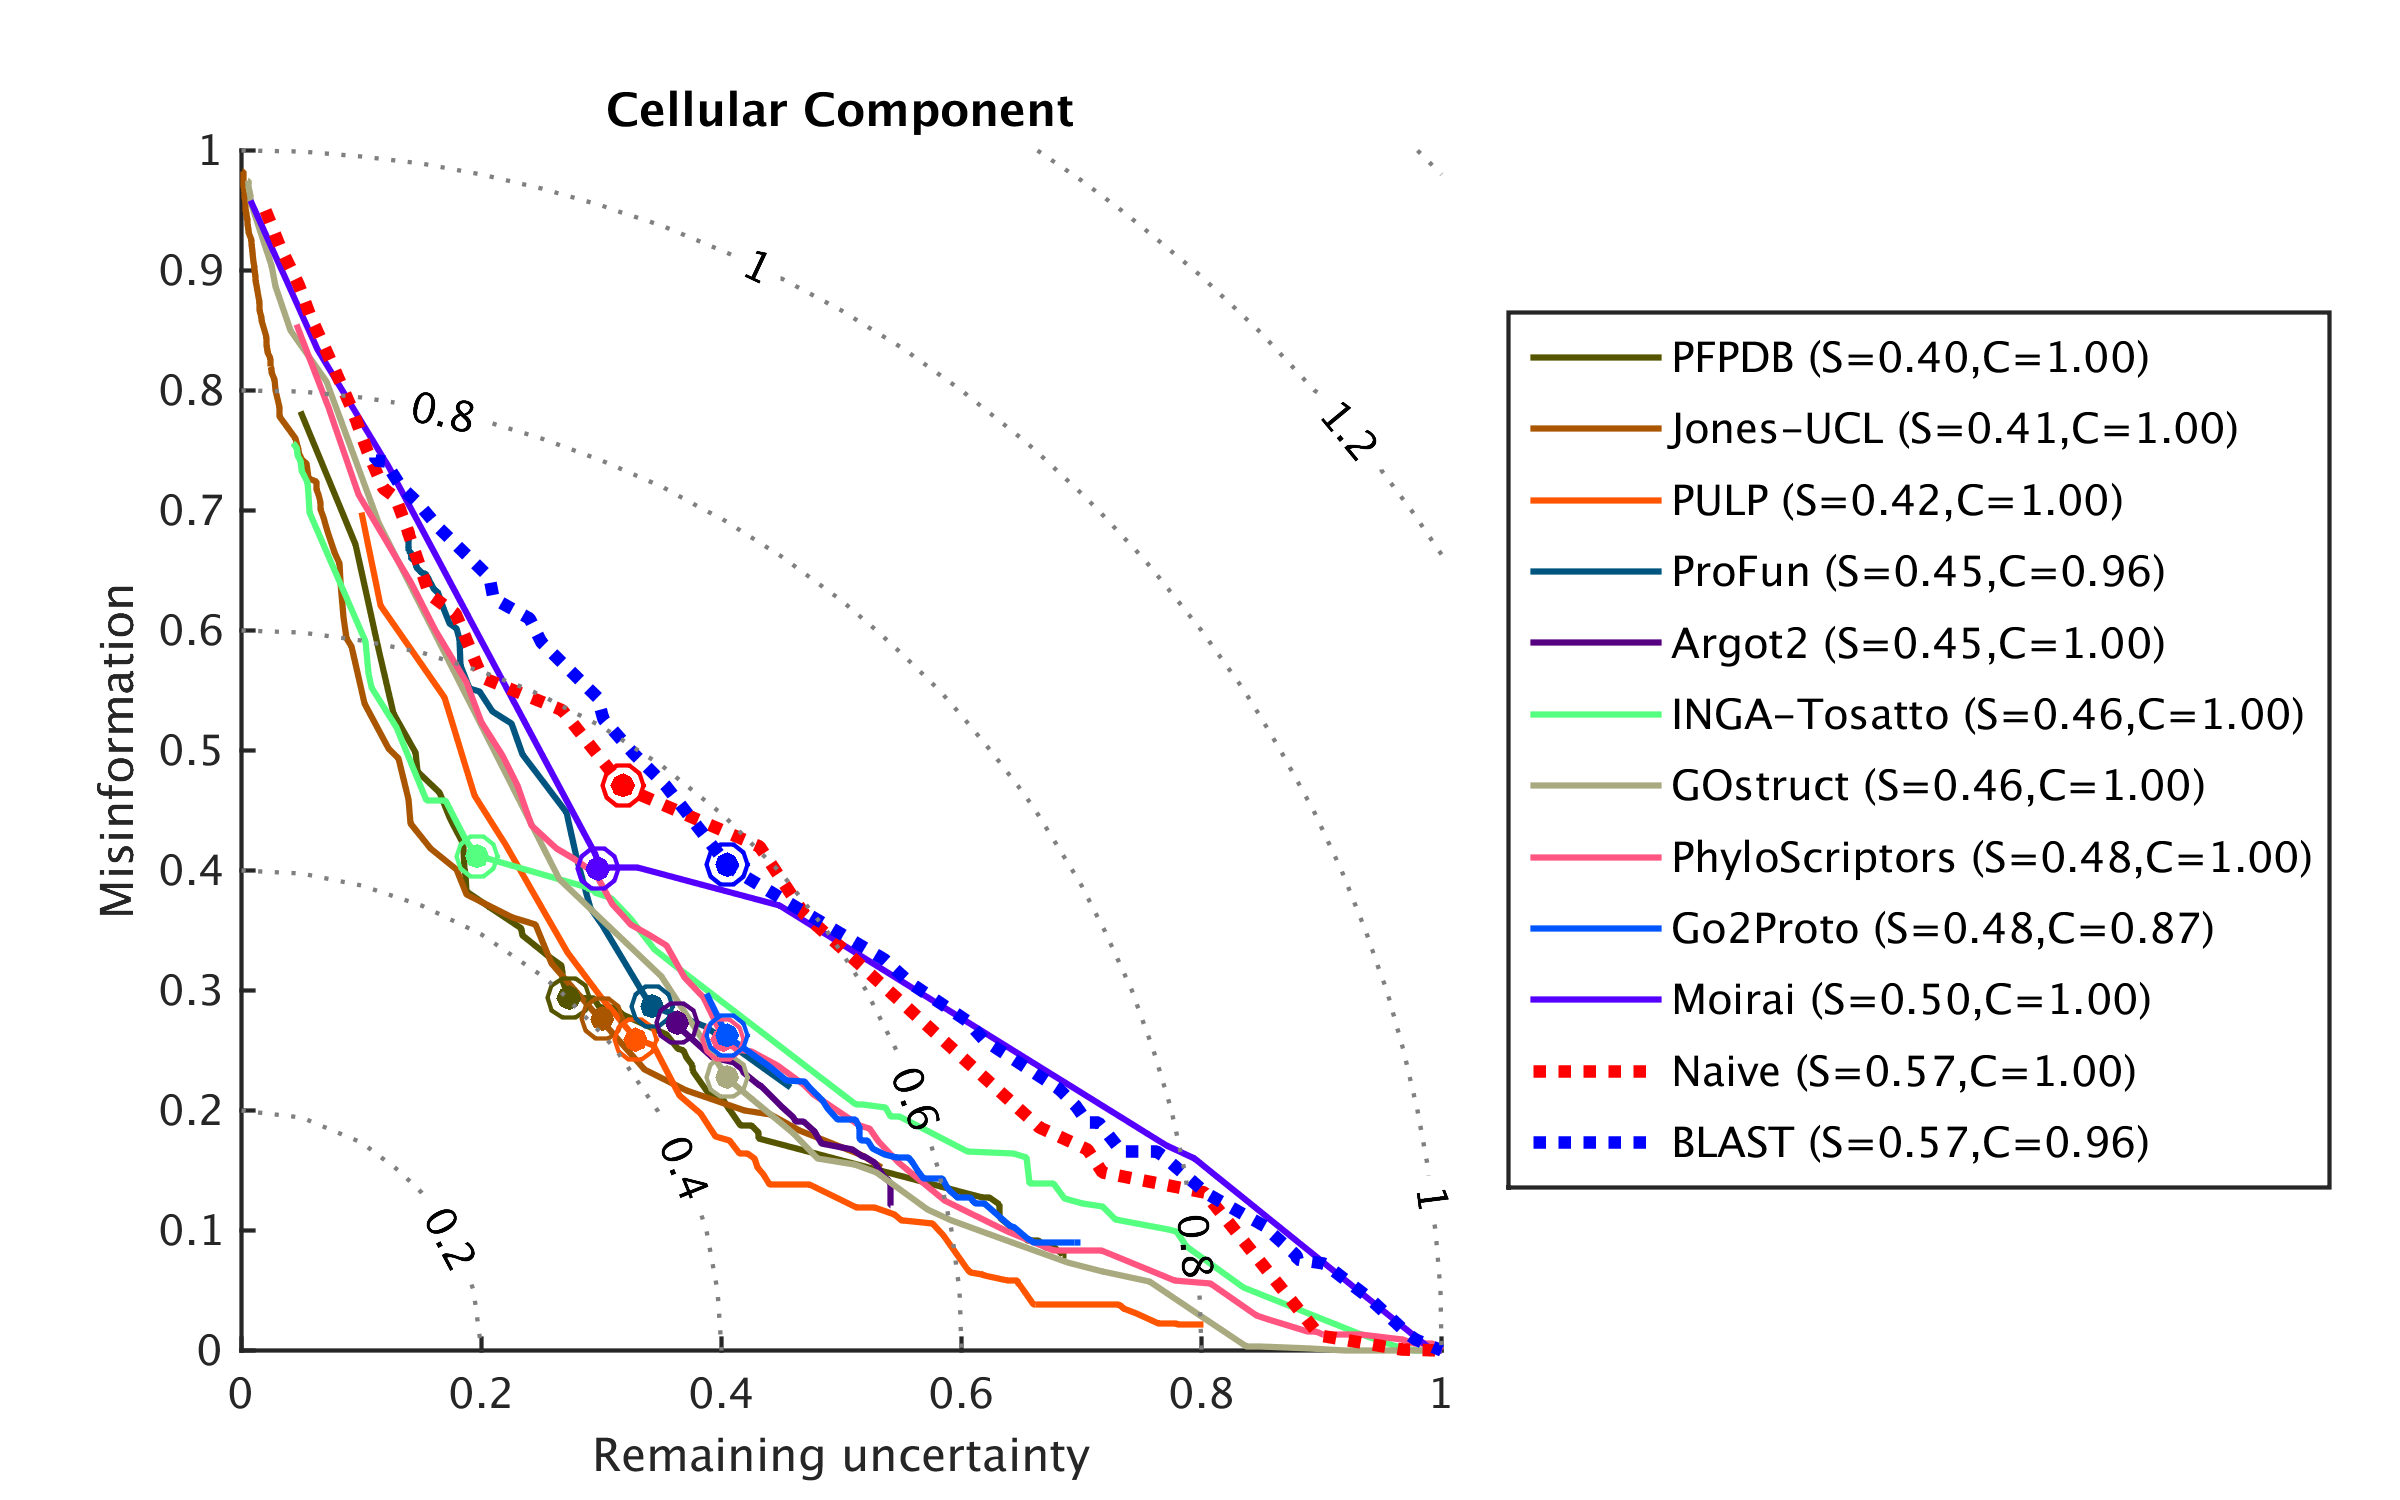 Cellular Component
1
0.9
0.8
0.7
0.6
0.5
0.4
0.3
0.2
0.1
0
Misinformation
0 0.2 0.4 0.6 0.8 1
Remaining uncertainty
1
0.8
1.2
0.6
0.4
0.2
0.8
1
PFPDB (S=0.40,C=1.00)
Jones-UCL (S=0.41,C=1.00)
PULP (S=0.42,C=1.00)
ProFun (S=0.45,C=0.96)
Argot2 (S=0.45,C=1.00)
INGA-Tosatto (S=0.46,C=1.00)
GOstruct (S=0.46,C=1.00)
PhyloScriptors (S=0.48,C=1.00)
Go2Proto (S=0.48,C=0.87)
Moirai (S=0.50,C=1.00)
Naive (S=0.57,C=1.00)
BLAST (S=0.57,C=0.96)